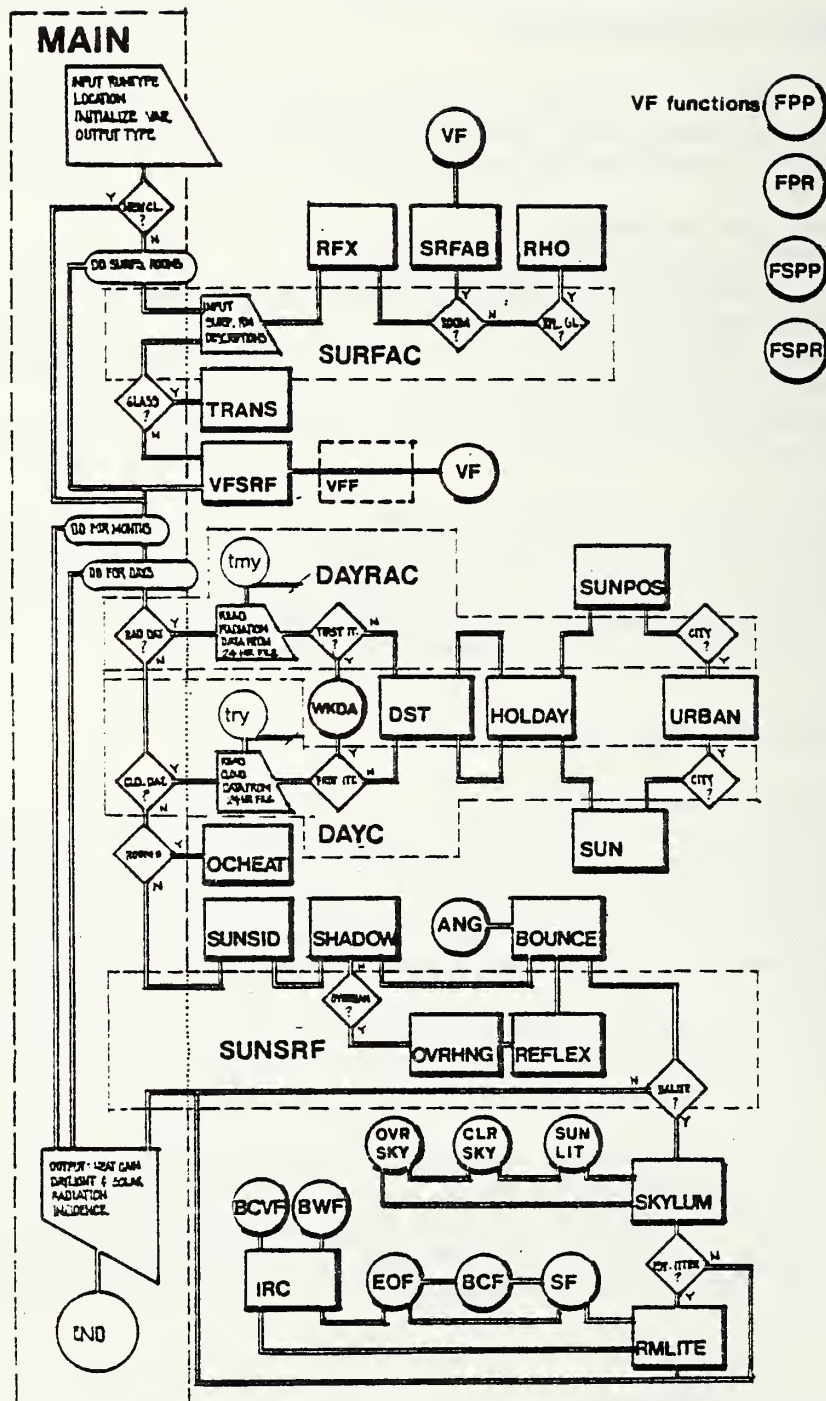 MAIN
INPUT RUNTYPE
LOCATION
INITIALIZE VAR.
OUTPUT TYPE
VF functions
FPP
FPR
FSPP
FSPR
VF
Y
?
N
RFX
SRFAB
RHO
DO SURFS, ROOMS
INPUT
SURF, RM
DESCRIPTIONS
Y
ROOM
?
N
Y
?
SURFAC
GLASS
?
Y
N
TRANS
VFSRF
VFF
VF
DO FOR MONTHS
DO FOR DAYS
tmy
DAYRAC
SUNPOS
RAD DAT
?
Y
READ
RADIATION
DATA FROM
24 HR FILE
FIRST IT.
?
N
Y
CITY
?
Y
N
WKDA
DST
HOLDAY
URBAN
try
CLD. DAT.
?
Y
N
READ
CLOUD
DATA FROM
24 HR FILE
Y
FIRST IT.
?
N
Y
CITY
?
DAYC
SUN
ROOMS
Y
N
OCHEAT
SUNSID
SHADOW
ANG
BOUNCE
N
?
Y
SUNSRF
OVRHNG
REFLEX
N
?
Y
OUTPUT: HEAT GAIN
DAYLIGHT & SOLAR
RADIATION
INCIDENCE.
OVR
SKY
CLR
SKY
SUN
LIT
SKYLUM
BCVF
BWF
IRC
EOF
BCF
SF
?
N
Y
RMLITE
END